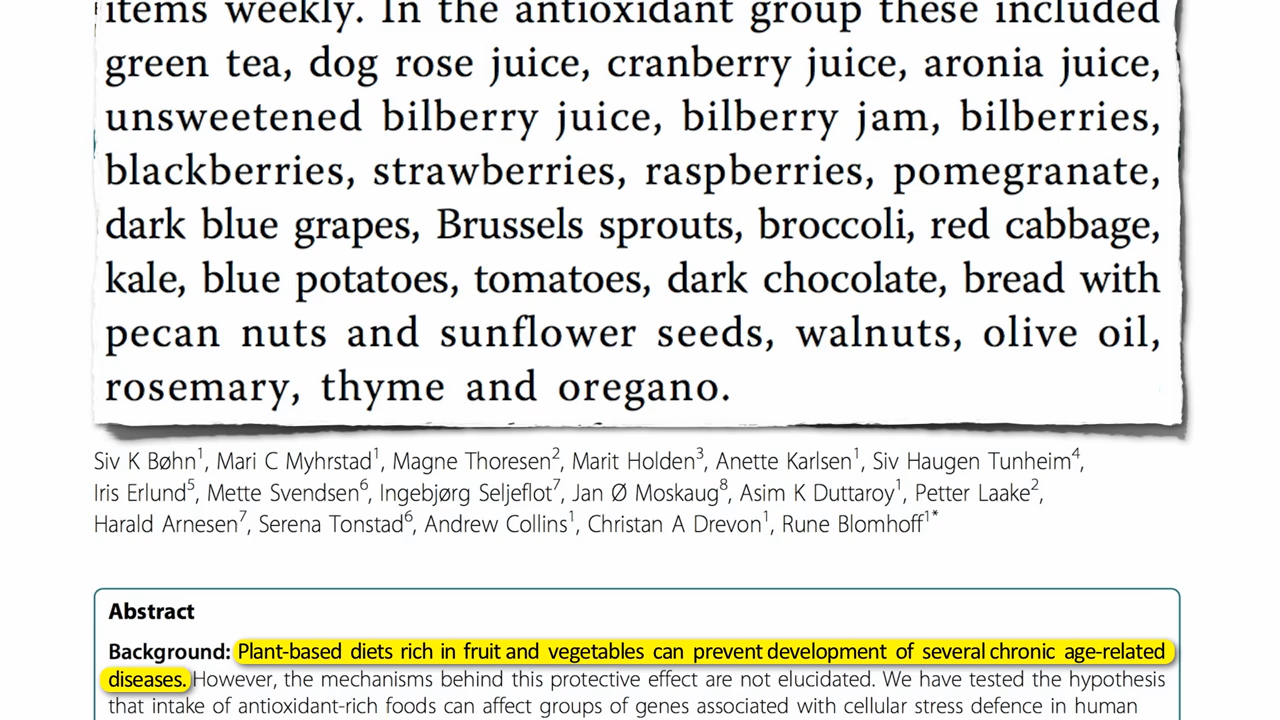 items weekly. In the antioxidant group these included
green tea, dog rose juice, cranberry juice, aronia juice,
unsweetened bilberry juice, bilberry jam, bilberries,
blackberries, strawberries, raspberries, pomegranate,
dark blue grapes, Brussels sprouts, broccoli, red cabbage,
kale, blue potatoes, tomatoes, dark chocolate, bread with
pecan nuts and sunflower seeds, walnuts, olive oil,
rosemary, thyme and oregano.
Siv K Bøhn¹, Mari C Myhrstad¹, Magne Thoresen², Marit Holden³, Anette Karlsen¹, Siv Haugen Tunheim⁴,
Iris Erlund⁵, Mette Svendsen⁶, Ingebjørg Seljeflot⁷, Jan Ø Moskaug⁸, Asim K Duttaroy¹, Petter Laake²,
Harald Arnesen⁷, Serena Tonstad⁶, Andrew Collins¹, Christan A Drevon¹, Rune Blomhoff¹*
Abstract
Background: Plant-based diets rich in fruit and vegetables can prevent development of several chronic age-related
diseases. However, the mechanisms behind this protective effect are not elucidated. We have tested the hypothesis
that intake of antioxidant-rich foods can affect groups of genes associated with cellular stress defence in human